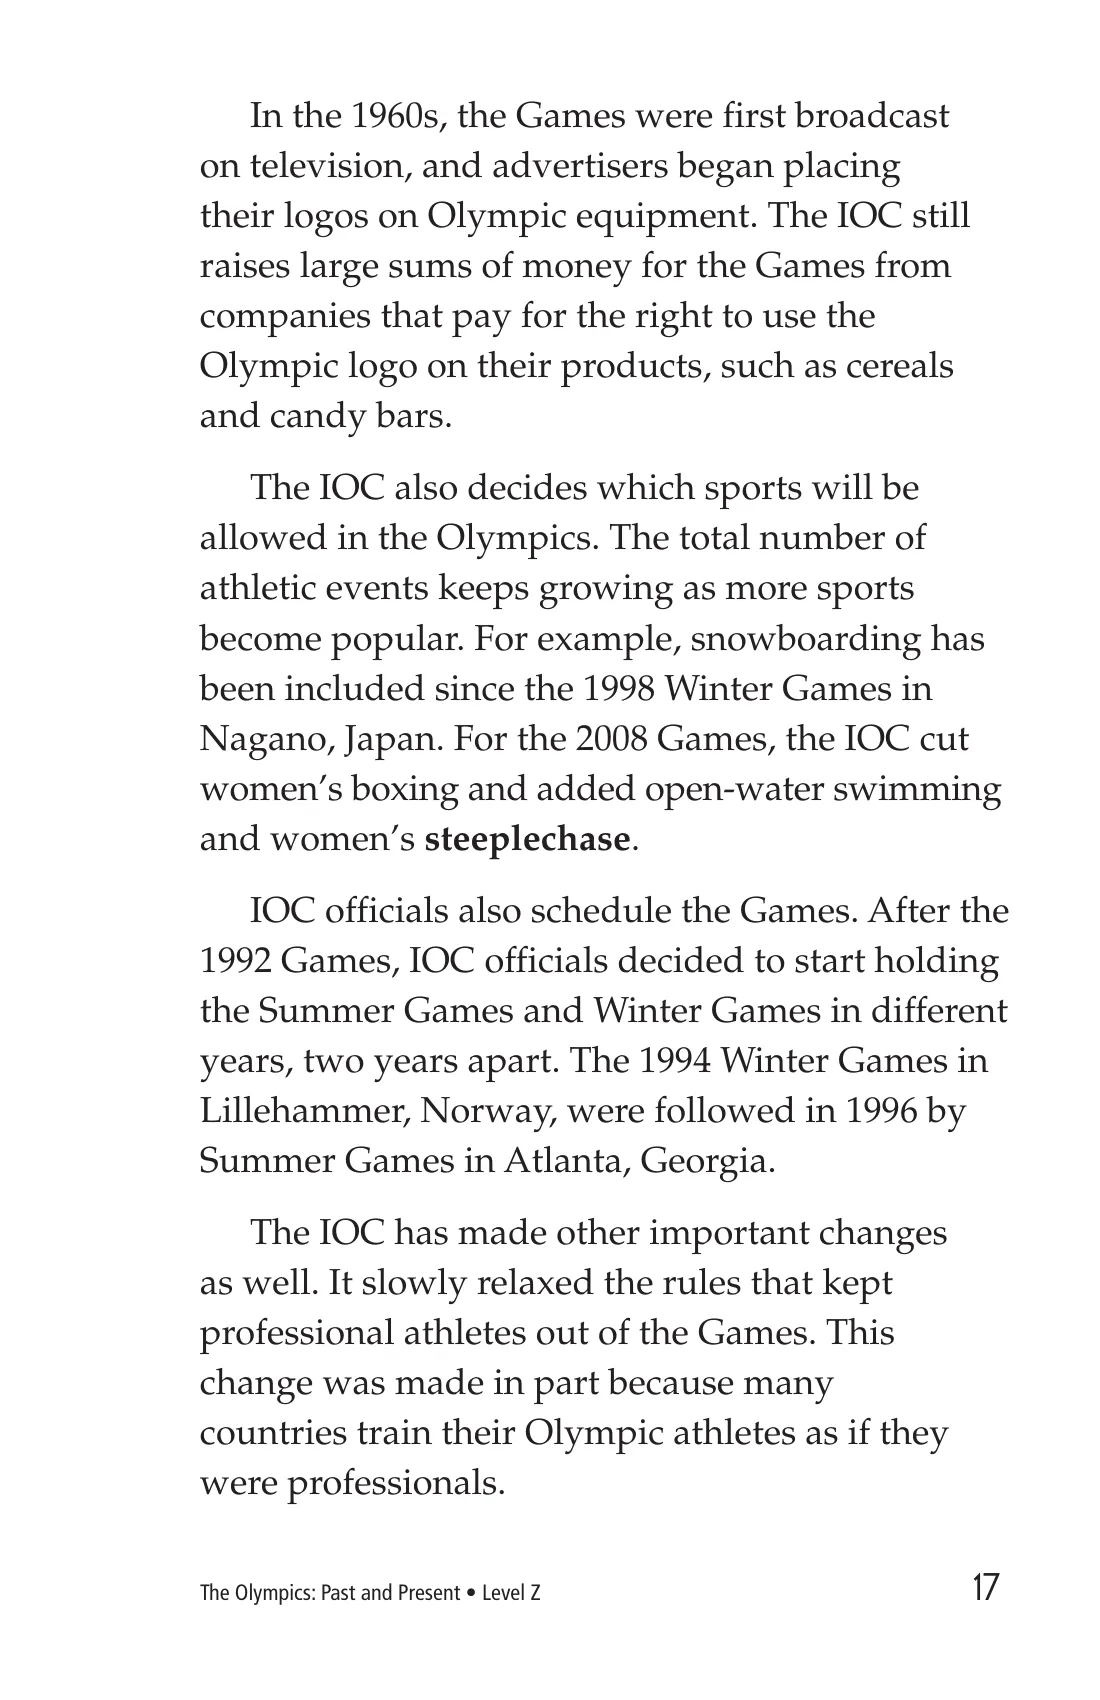 In the 1960s, the Games were first broadcast
on television, and advertisers began placing
their logos on Olympic equipment. The IOC still
raises large sums of money for the Games from
companies that pay for the right to use the
Olympic logo on their products, such as cereals
and candy bars.
The IOC also decides which sports will be
allowed in the Olympics. The total number of
athletic events keeps growing as more sports
become popular. For example, snowboarding has
been included since the 1998 Winter Games in
Nagano, Japan. For the 2008 Games, the IOC cut
women’s boxing and added open-water swimming
and women’s steeplechase.
IOC officials also schedule the Games. After the
1992 Games, IOC officials decided to start holding
the Summer Games and Winter Games in different
years, two years apart. The 1994 Winter Games in
Lillehammer, Norway, were followed in 1996 by
Summer Games in Atlanta, Georgia.
The IOC has made other important changes
as well. It slowly relaxed the rules that kept
professional athletes out of the Games. This
change was made in part because many
countries train their Olympic athletes as if they
were professionals.
The Olympics: Past and Present • Level Z 17